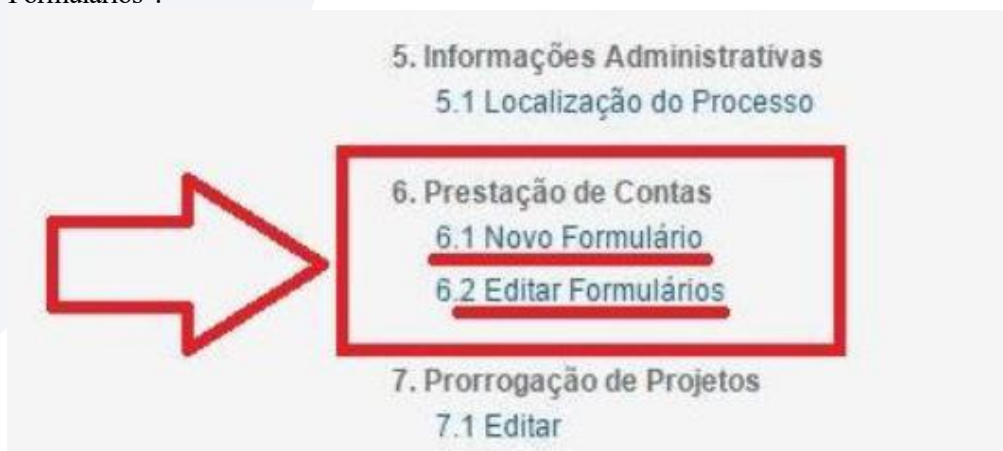 Formulários".
5. Informações Administrativas
5.1 Localização do Processo
6. Prestação de Contas
6.1 Novo Formulário
6.2 Editar Formulários
7. Prorrogação de Projetos
7.1 Editar